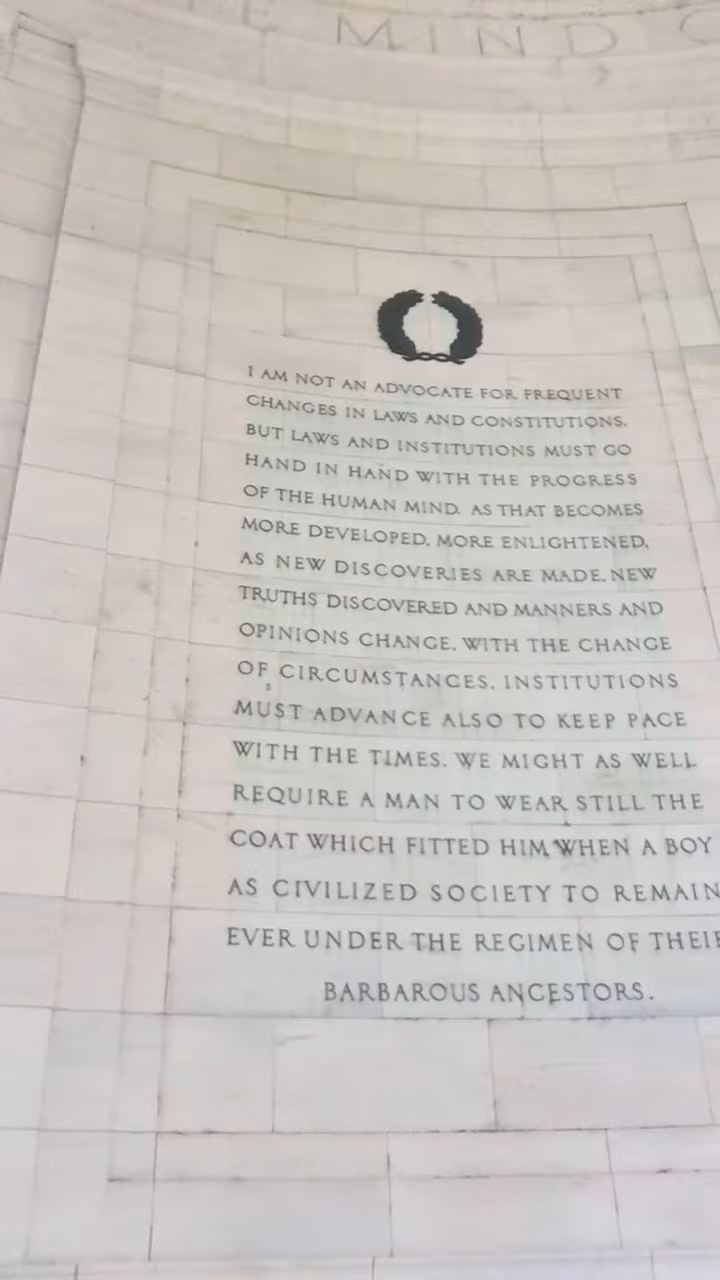 MIND
I AM NOT AN ADVOCATE FOR FREQUENT
CHANGES IN LAWS AND CONSTITUTIONS.
BUT LAWS AND INSTITUTIONS MUST GO
HAND IN HAND WITH THE PROGRESS
OF THE HUMAN MIND. AS THAT BECOMES
MORE DEVELOPED, MORE ENLIGHTENED,
AS NEW DISCOVERIES ARE MADE, NEW
TRUTHS DISCOVERED AND MANNERS AND
OPINIONS CHANGE, WITH THE CHANGE
OF CIRCUMSTANCES, INSTITUTIONS
MUST ADVANCE ALSO TO KEEP PACE
WITH THE TIMES. WE MIGHT AS WELL
REQUIRE A MAN TO WEAR STILL THE
COAT WHICH FITTED HIM WHEN A BOY
AS CIVILIZED SOCIETY TO REMAIN
EVER UNDER THE REGIMEN OF THEIR
BARBAROUS ANCESTORS.